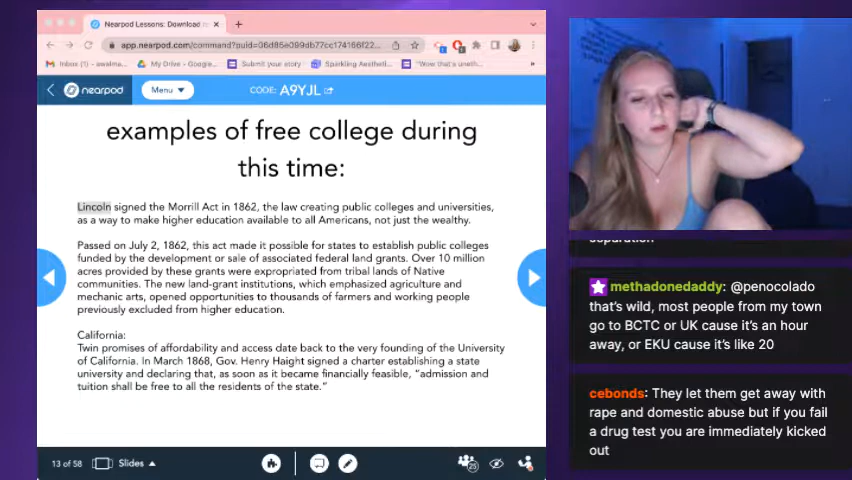 Nearpod Lessons: Download r
app.nearpod.com/command?puid=06d85e099db77cc174166f22...
Inbox (1) – awalma... My Drive – Google... Submit your story Sparkling Aestheti... "Wow that's a uneth...
nearpod Menu CODE: A9YJL
examples of free college during
this time:
Lincoln signed the Morrill Act in 1862, the law creating public colleges and universities,
as a way to make higher education available to all Americans, not just the wealthy.
Passed on July 2, 1862, this act made it possible for states to establish public colleges
funded by the development or sale of associated federal land grants. Over 10 million
acres provided by these grants were expropriated from tribal lands of Native
communities. The new land-grant institutions, which emphasized agriculture and
mechanic arts, opened opportunities to thousands of farmers and working people
previously excluded from higher education.
California:
Twin promises of affordability and access date back to the very founding of the University
of California. In March 1868, Gov. Henry Haight signed a charter establishing a state
university and declaring that, as soon as it became financially feasible, "admission and
tuition shall be free to all the residents of the state."
13 of 58 Slides 25
separation
methadonedaddy: @penocolado
that's wild, most people from my town
go to BCTC or UK cause it's an hour
away, or EKU cause it's like 20
cebonds: They let them get away with
rape and domestic abuse but if you fail
a drug test you are immediately kicked
out